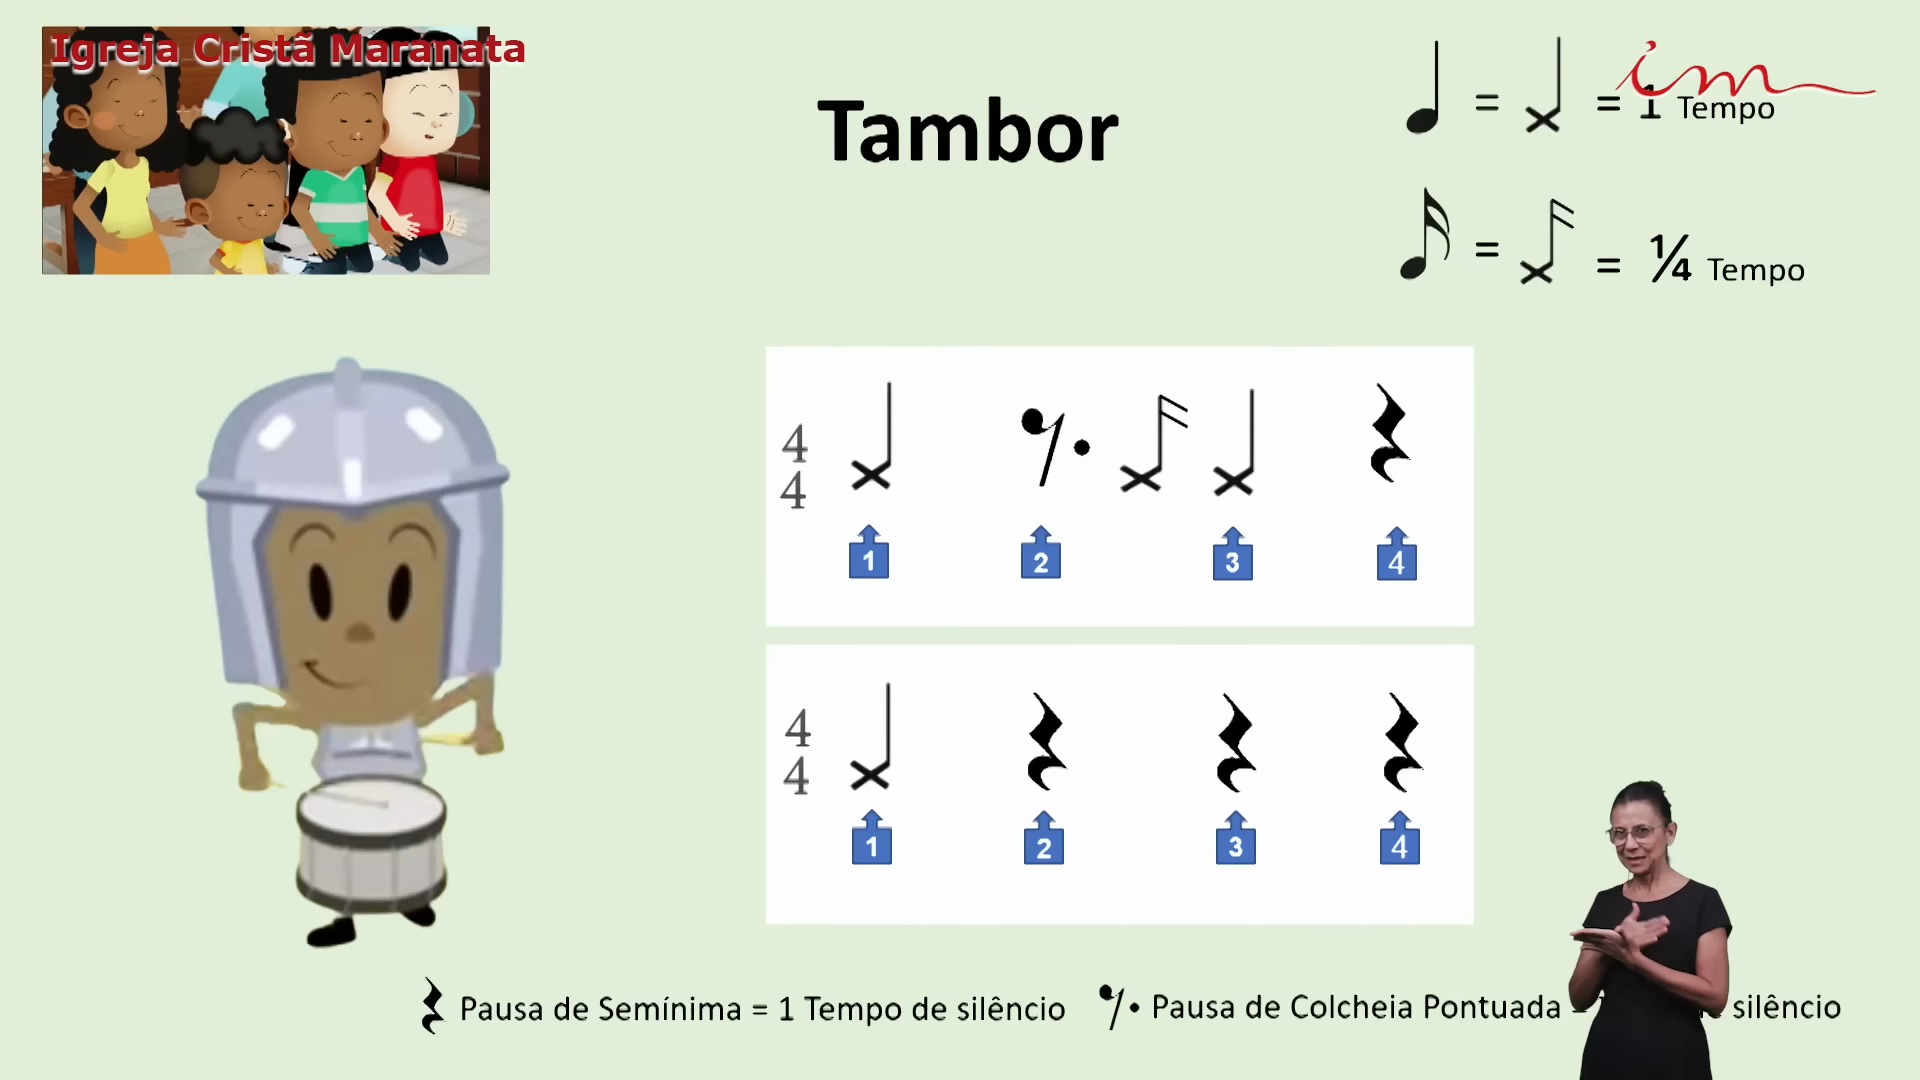 Igreja Cristã Maranata
im
Tambor
= = 1 Tempo
= = ¼ Tempo
4
4
1 2 3 4
4
4
1 2 3 4
Pausa de Semínima = 1 Tempo de silêncio
Pausa de Colcheia Pontuada silêncio